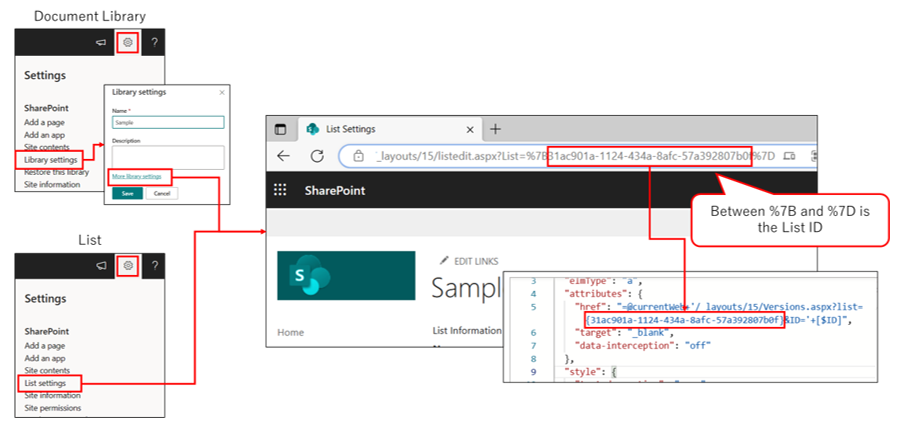 Document Library
?
Settings
SharePoint
Add a page
Add an app
Site contents
Library settings
Restore this library
Site information
Library settings
Name *
Sample
Description
More library settings
Save
Cancel
List
?
Settings
SharePoint
Add a page
Add an app
Site contents
List settings
Site information
Site permissions
List Settings
_layouts/15/listedit.aspx?List=%7B31ac901a-1124-434a-8afc-57a392807b0f%7D
SharePoint
S
EDIT LINKS
Sampl
Home
List Information
Between %7B and %7D is
the List ID
3 "elmType": "a",
4 "attributes": {
5 "href": "=@currentWeb+'/_layouts/15/Versions.aspx?list=
{31ac901a-1124-434a-8afc-57a392807b0f}&ID='+[$ID]",
6 "target": "_blank",
7 "data-interception": "off"
8 },
9 "style": {